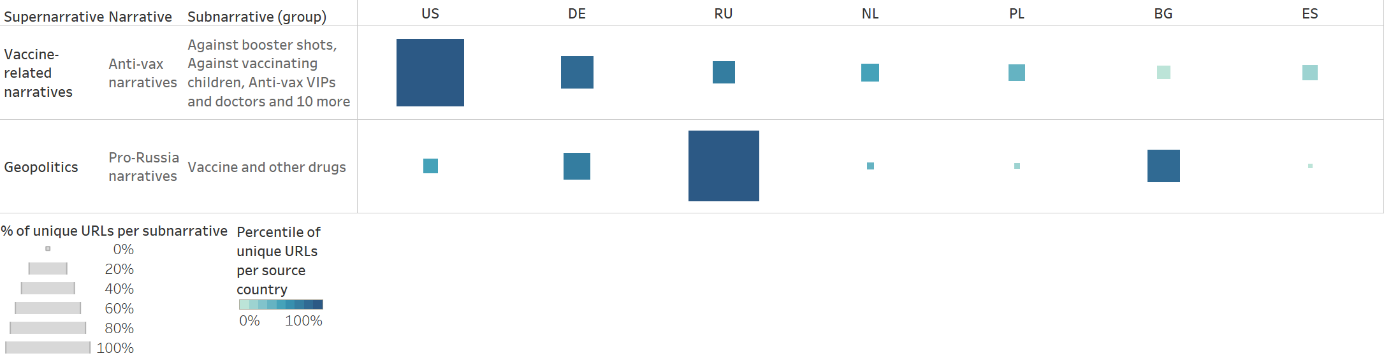 Supernarrative Narrative Subnarrative (group) US DE RU NL PL BG ES
Vaccine-
related
narratives
Anti-vax
narratives
Against booster shots,
Against vaccinating
children, Anti-vax VIPs
and doctors and 10 more
Geopolitics
Pro-Russia
narratives
Vaccine and other drugs
% of unique URLs per subnarrative
0%
20%
40%
60%
80%
100%
Percentile of
unique URLs
per source
country
0% 100%